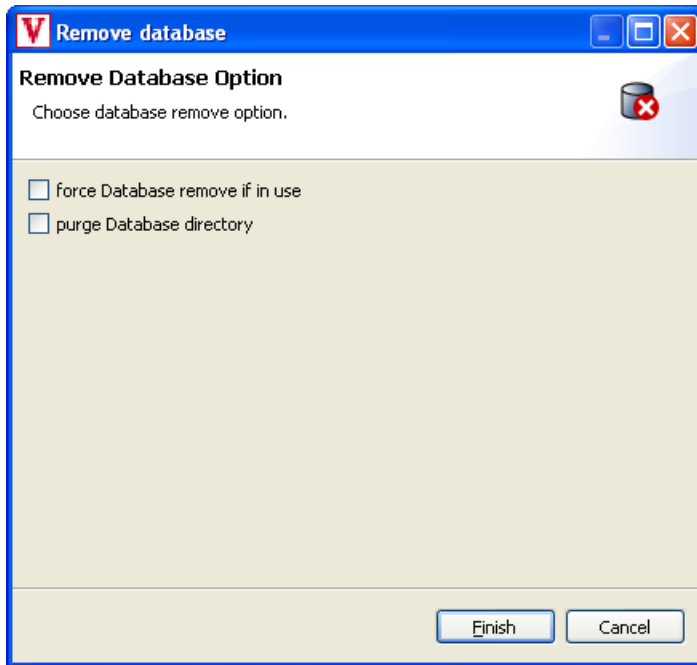 V Remove database
Remove Database Option
Choose database remove option.
force Database remove if in use
purge Database directory
Finish Cancel